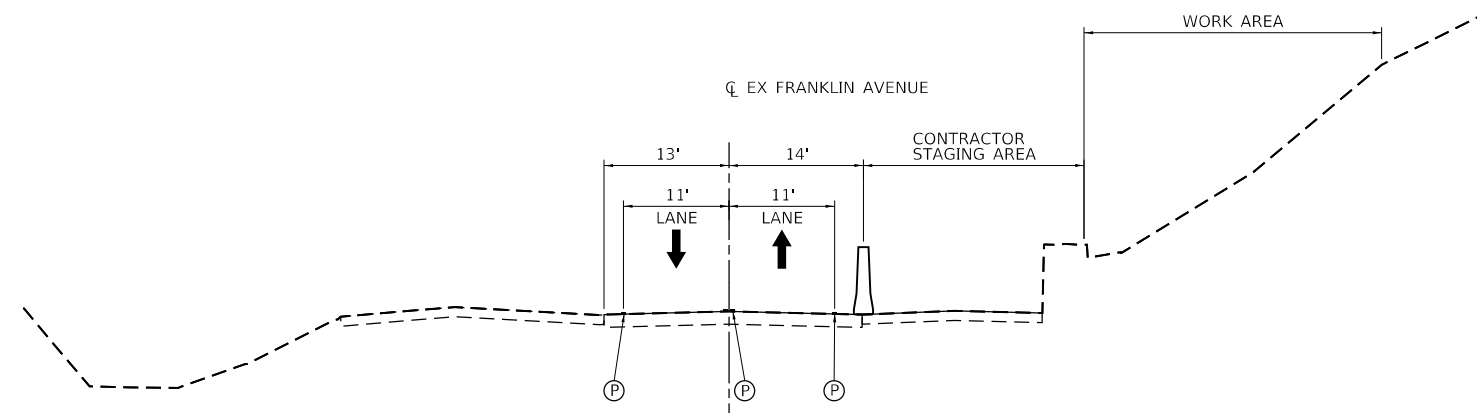 WORK AREA
℄ EX FRANKLIN AVENUE
CONTRACTOR
STAGING AREA
13'
14'
11'
11'
LANE
LANE
P
P
P